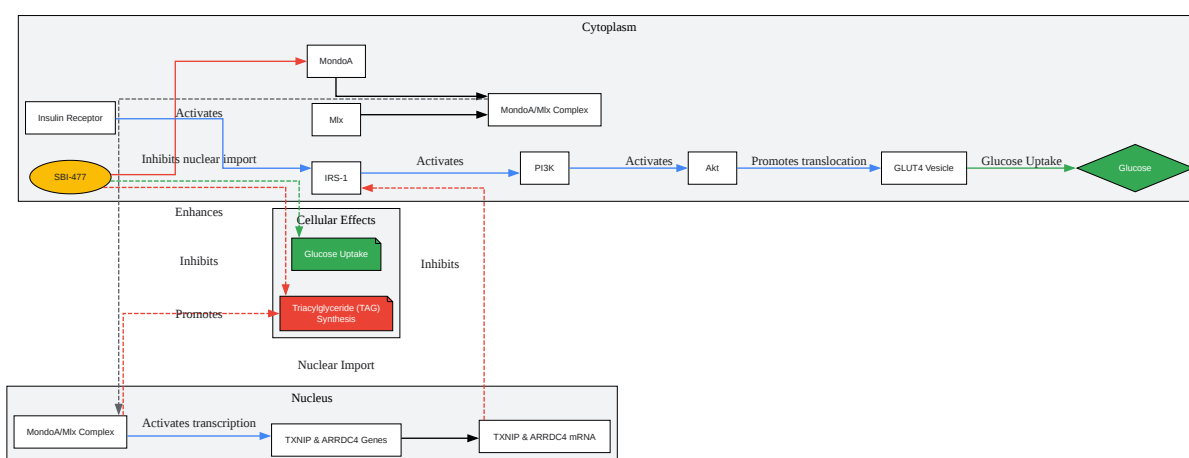 Cytoplasm
MondoA
MondoA/Mlx Complex
Insulin Receptor
Activates
Mlx
Inhibits nuclear import
SBI-477
IRS-1
Activates
PI3K
Activates
Akt
Promotes translocation
GLUT4 Vesicle
Glucose Uptake
Glucose
Enhances
Cellular Effects
Glucose Uptake
Inhibits
Inhibits
Triacylglyceride (TAG)
Synthesis
Promotes
Nuclear Import
Nucleus
MondoA/Mlx Complex
Activates transcription
TXNIP & ARRDC4 Genes
TXNIP & ARRDC4 mRNA